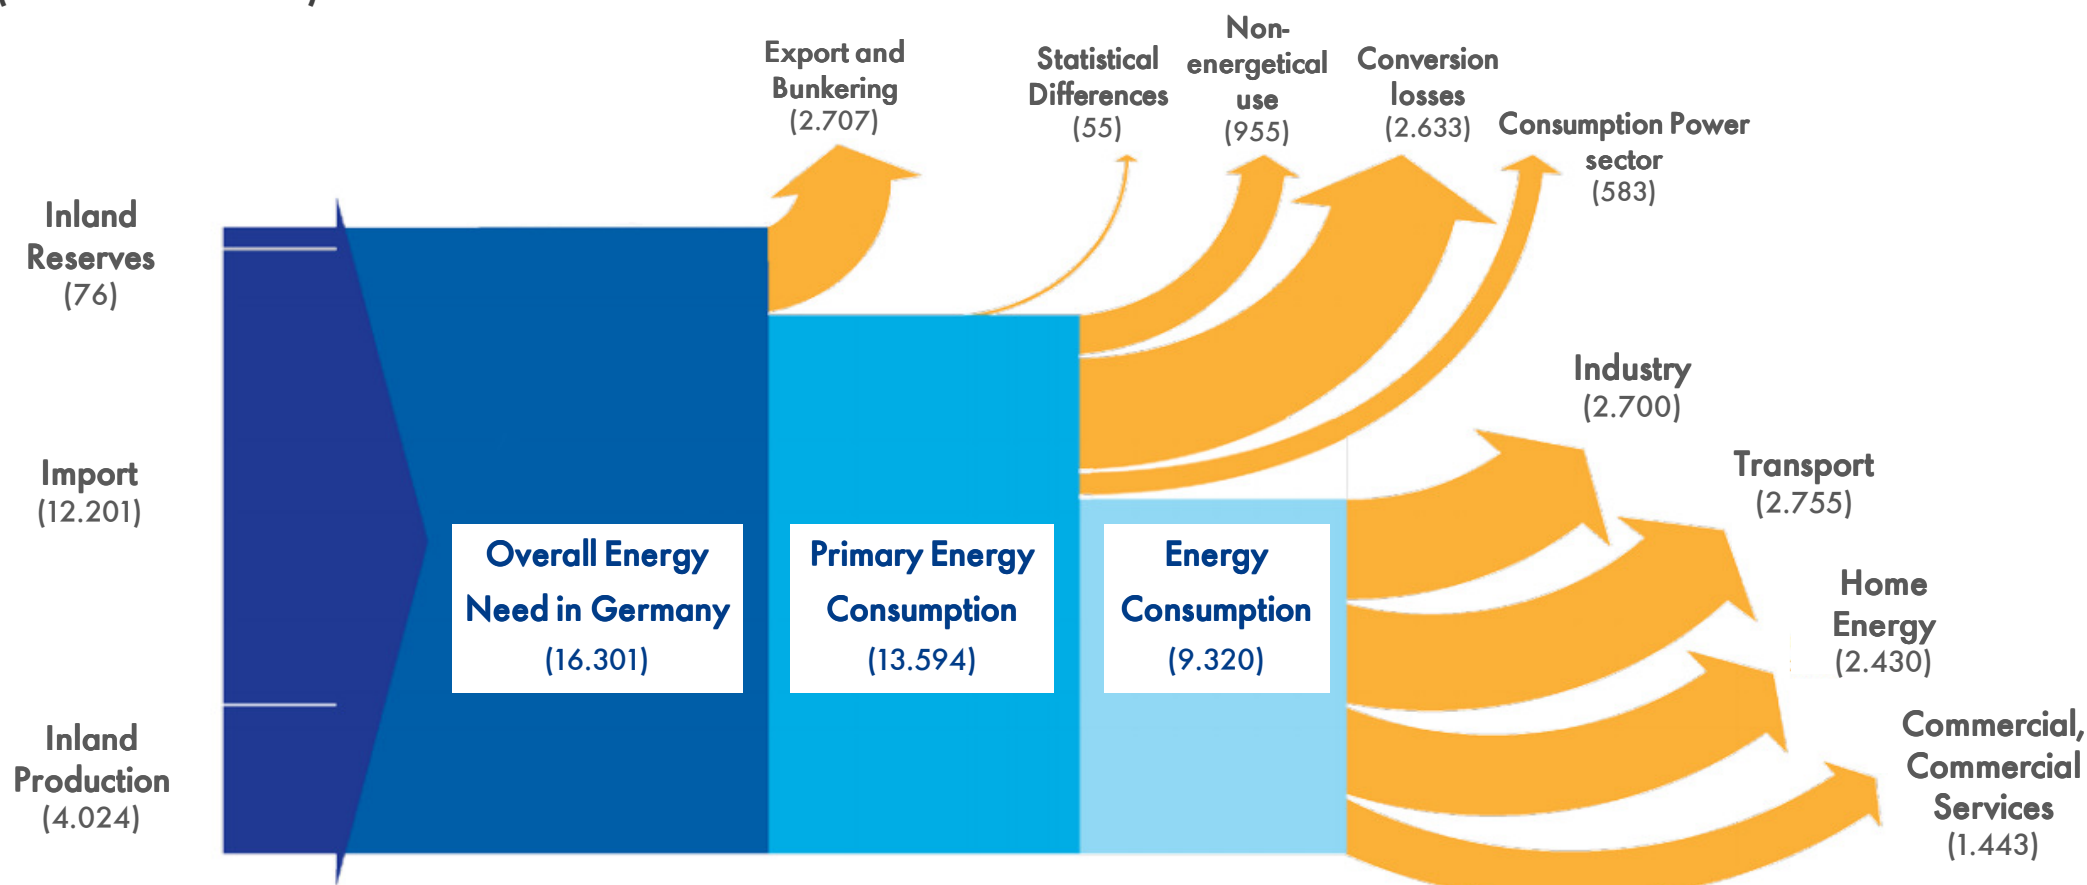 Export and
Bunkering
(2.707)
Statistical
Differences
(55)
Non-
energetical
use
(955)
Conversion
losses
(2.633)
Consumption Power
sector
(583)
Inland
Reserves
(76)
Import
(12.201)
Inland
Production
(4.024)
Overall Energy
Need in Germany
(16.301)
Primary Energy
Consumption
(13.594)
Energy
Consumption
(9.320)
Industry
(2.700)
Transport
(2.755)
Home
Energy
(2.430)
Commercial,
Commercial
Services
(1.443)